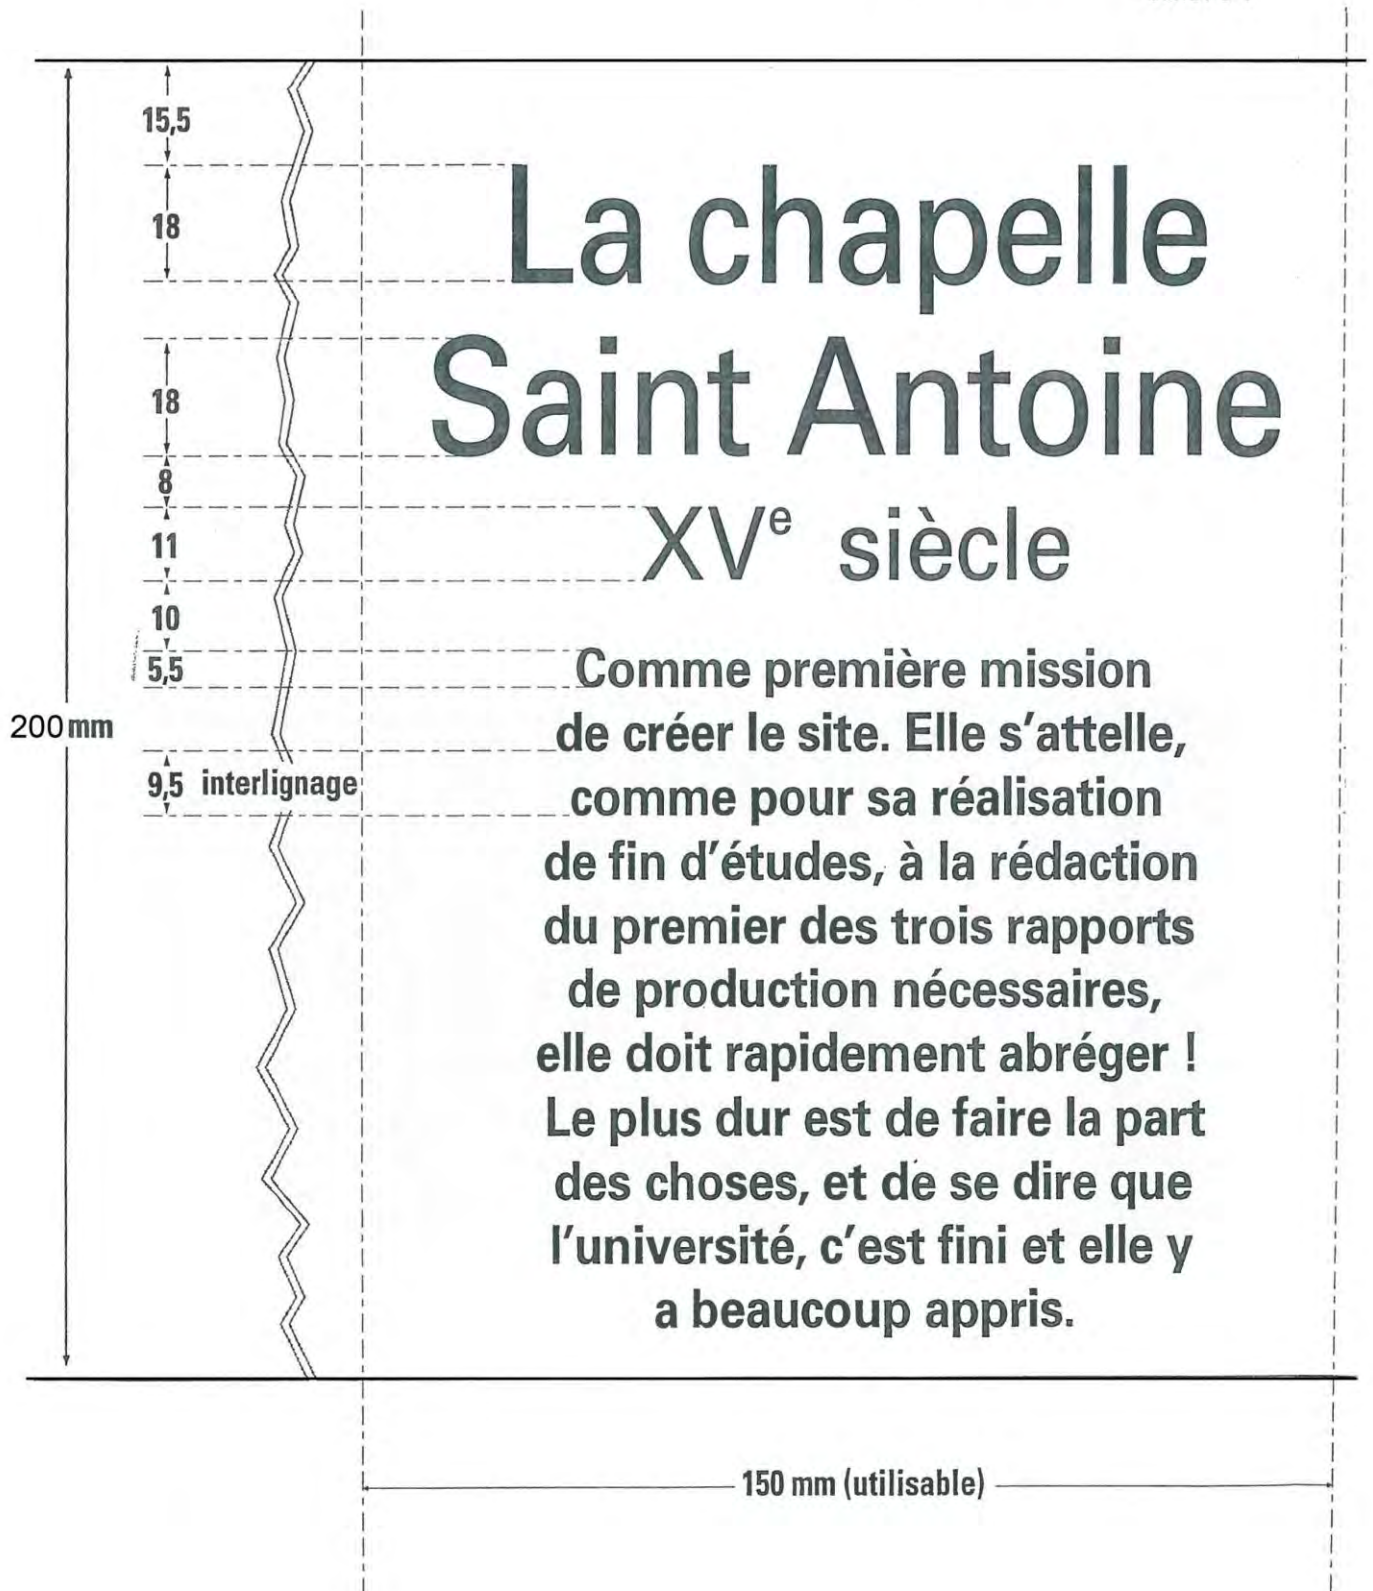 15,5
18
La chapelle
18
Saint Antoine
8
11
XVe siècle
10
5,5
Comme première mission
200 mm
de créer le site. Elle s'attelle,
9,5 interlignage
comme pour sa réalisation
de fin d'études, à la rédaction
du premier des trois rapports
de production nécessaires,
elle doit rapidement abréger !
Le plus dur est de faire la part
des choses, et de se dire que
l'université, c'est fini et elle y
a beaucoup appris.
150 mm (utilisable)